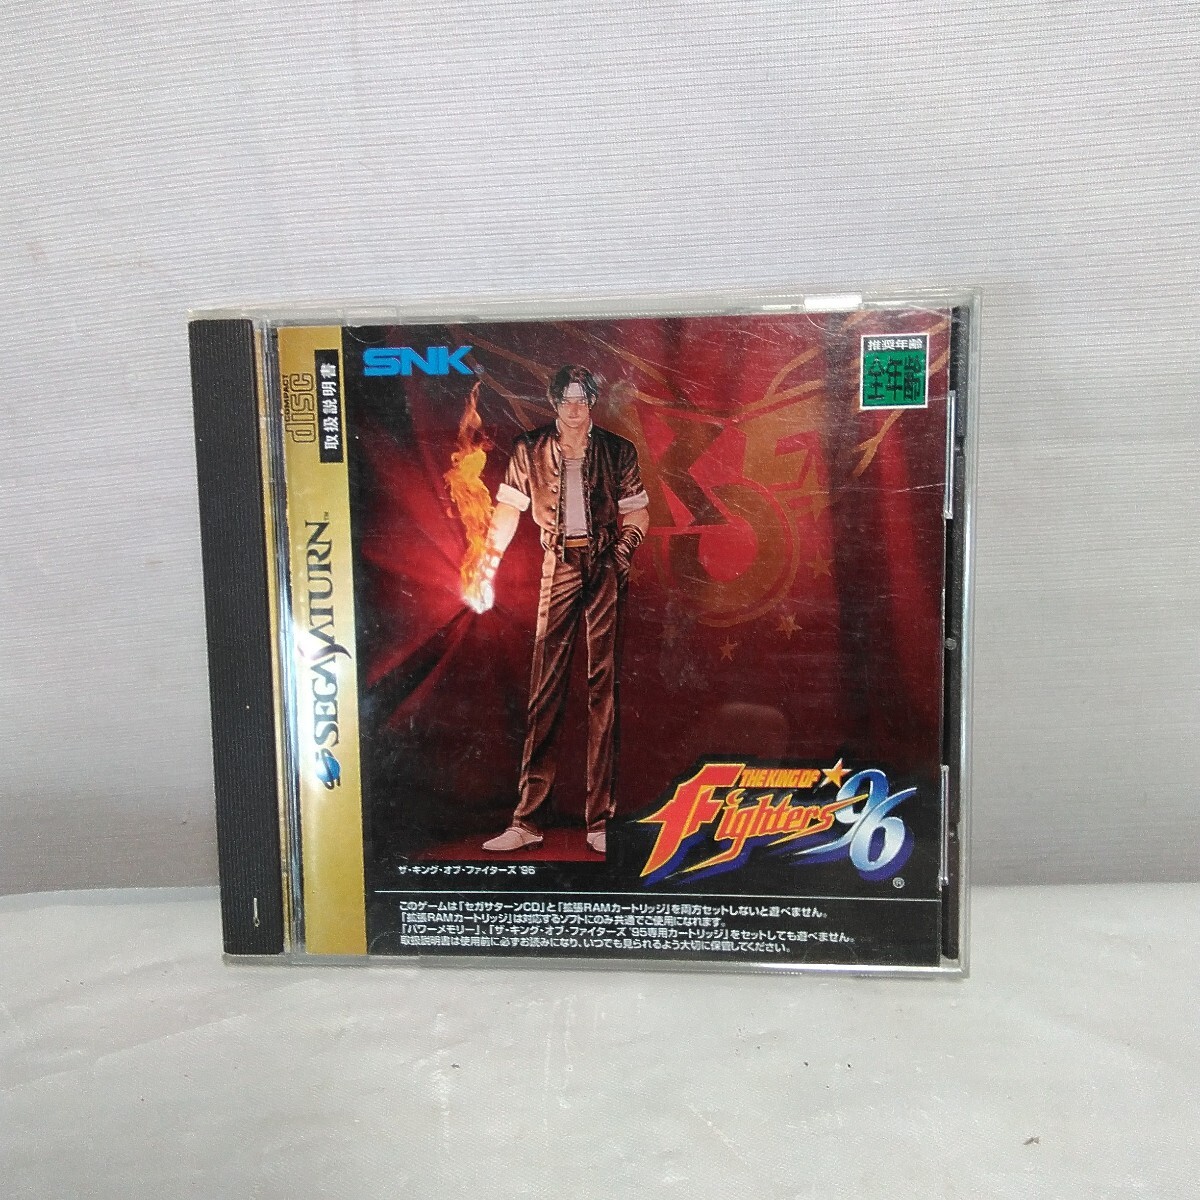 SNK
推奨年齢
全年齢
COMPACT
disc
取扱説明書
SEGA SATURN™
THE KING OF
Fighters '96
®
ザ・キング・オブ・ファイターズ '96
このゲームは「セガサターンCD」と「拡張RAMカートリッジ」を両方セットしないと遊べません。
「拡張RAMカートリッジ」は対応するソフトにのみ共通でご使用になれます。
「パワーメモリー」、「ザ・キング・オブ・ファイターズ '95専用カートリッジ」をセットしても遊べません。
取扱説明書は使用前に必ずお読みになり、いつでも見られるよう大切に保管してください。